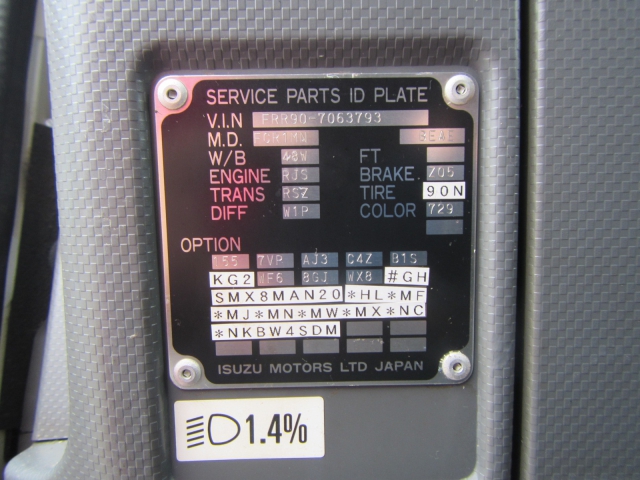 SERVICE PARTS ID PLATE
V.I.N FRR90-7063793
M.D.
W/B 40W FT
ENGINE RJS BRAKE Z05
TRANS RSZ TIRE 90N
DIFF W1P COLOR 729
OPTION
155 7VP AJ3 C4Z B1S
KG2 8GJ WX8 #GH
SMX8MAN20*HL*MF
*MJ*MN*MW*MX*NC
*NKBW4SDM
ISUZU MOTORS LTD JAPAN
1.4%